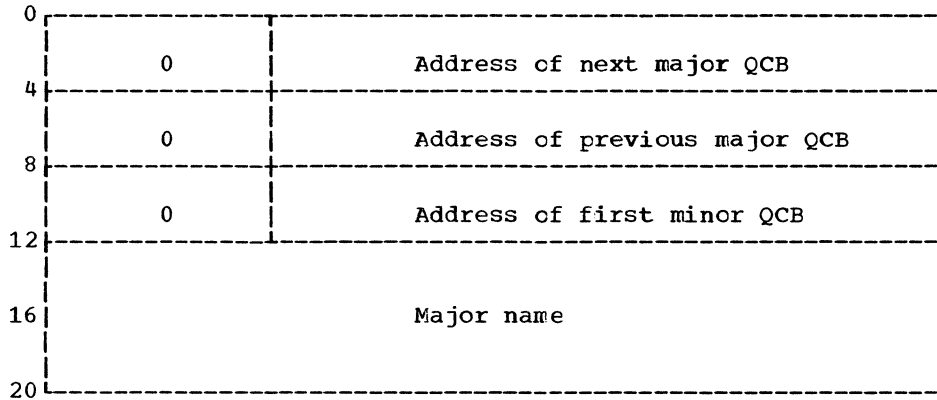 0
0 Address of next major QCB
4
0 Address of previous major QCB
8
0 Address of first minor QCB
12
16 Major name
20